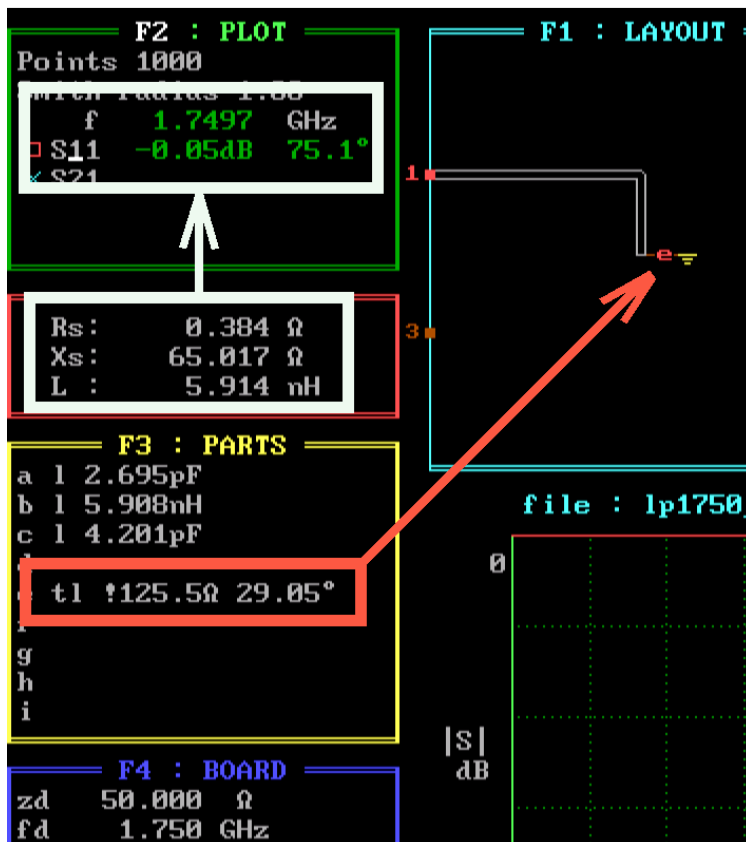 F2 : PLOT
Points 1000
f 1.7497 GHz
S11 -0.05dB 75.1°
S21
Rs: 0.384 Ω
Xs: 65.017 Ω
L : 5.914 nH
F3 : PARTS
a l 2.695pF
b l 5.908nH
c l 4.201pF
tl !125.5Ω 29.05°
g
h
i
F4 : BOARD
zd 50.000 Ω
fd 1.750 GHz
F1 : LAYOUT
1
e
3
file : lp1750
0
|S|
dB